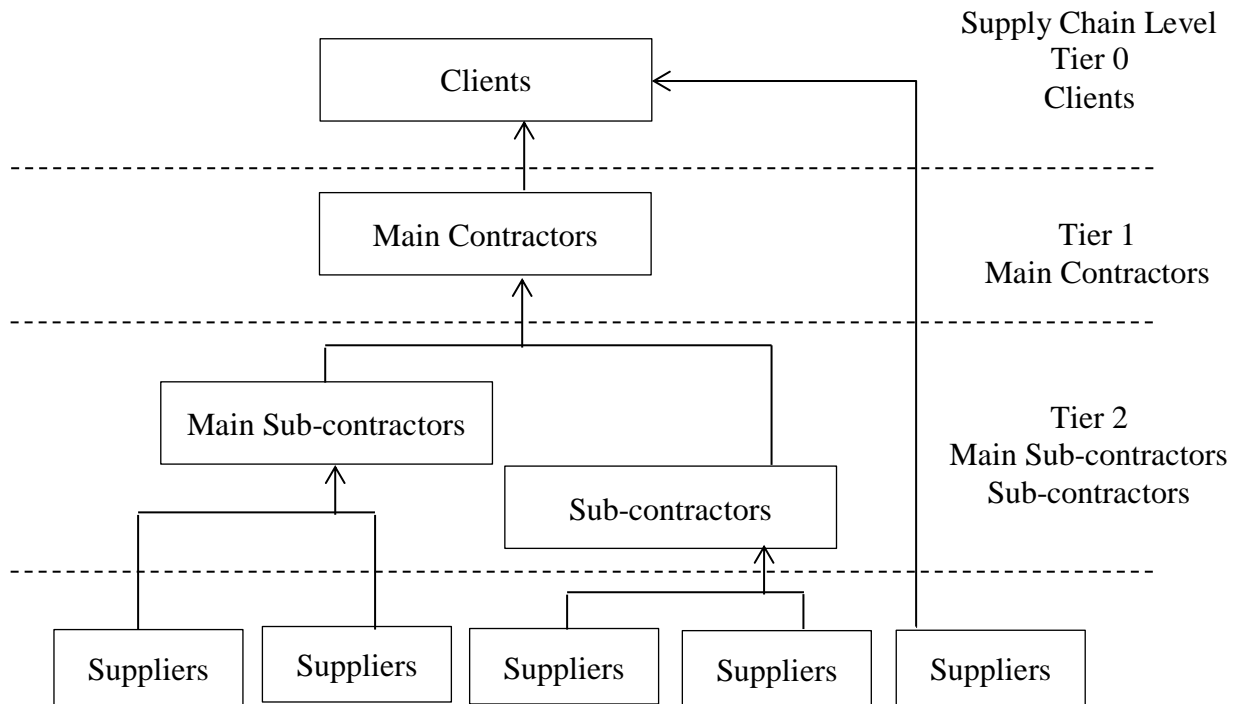 Supply Chain Level
Tier 0
Clients
Clients
Main Contractors
Tier 1
Main Contractors
Main Sub-contractors
Sub-contractors
Tier 2
Main Sub-contractors
Sub-contractors
Suppliers
Suppliers
Suppliers
Suppliers
Suppliers